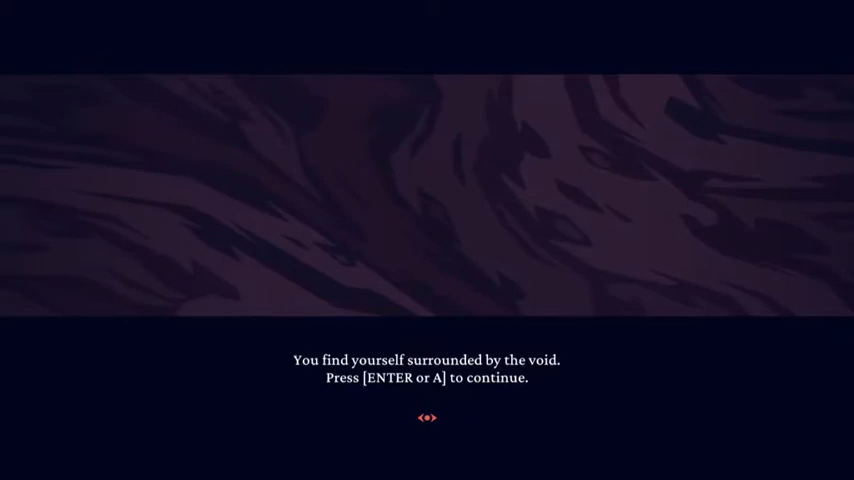 You find yourself surrounded by the void.
Press [ENTER or A] to continue.